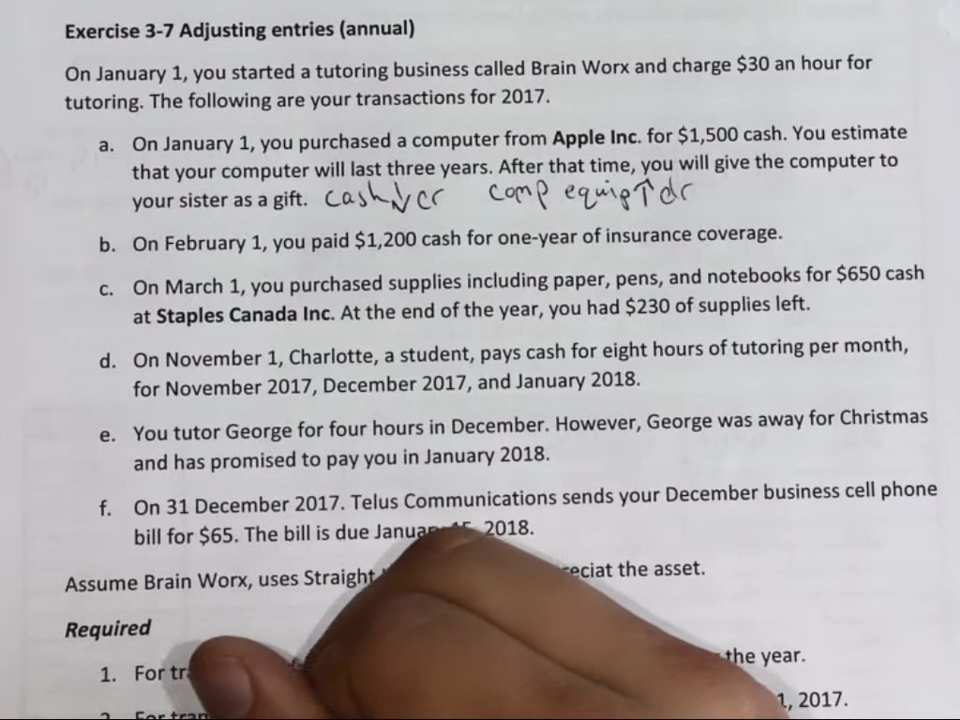 Exercise 3-7 Adjusting entries (annual)
On January 1, you started a tutoring business called Brain Worx and charge $30 an hour for
tutoring. The following are your transactions for 2017.
a. On January 1, you purchased a computer from Apple Inc. for $1,500 cash. You estimate
that your computer will last three years. After that time, you will give the computer to
your sister as a gift. cash ↓ cr comp equip ↑ dr
b. On February 1, you paid $1,200 cash for one-year of insurance coverage.
c. On March 1, you purchased supplies including paper, pens, and notebooks for $650 cash
at Staples Canada Inc. At the end of the year, you had $230 of supplies left.
d. On November 1, Charlotte, a student, pays cash for eight hours of tutoring per month,
for November 2017, December 2017, and January 2018.
e. You tutor George for four hours in December. However, George was away for Christmas
and has promised to pay you in January 2018.
f. On 31 December 2017. Telus Communications sends your December business cell phone
bill for $65. The bill is due 2018.
Assume Brain Worx, uses Straight the asset.
Required
1. For the year.
2017.